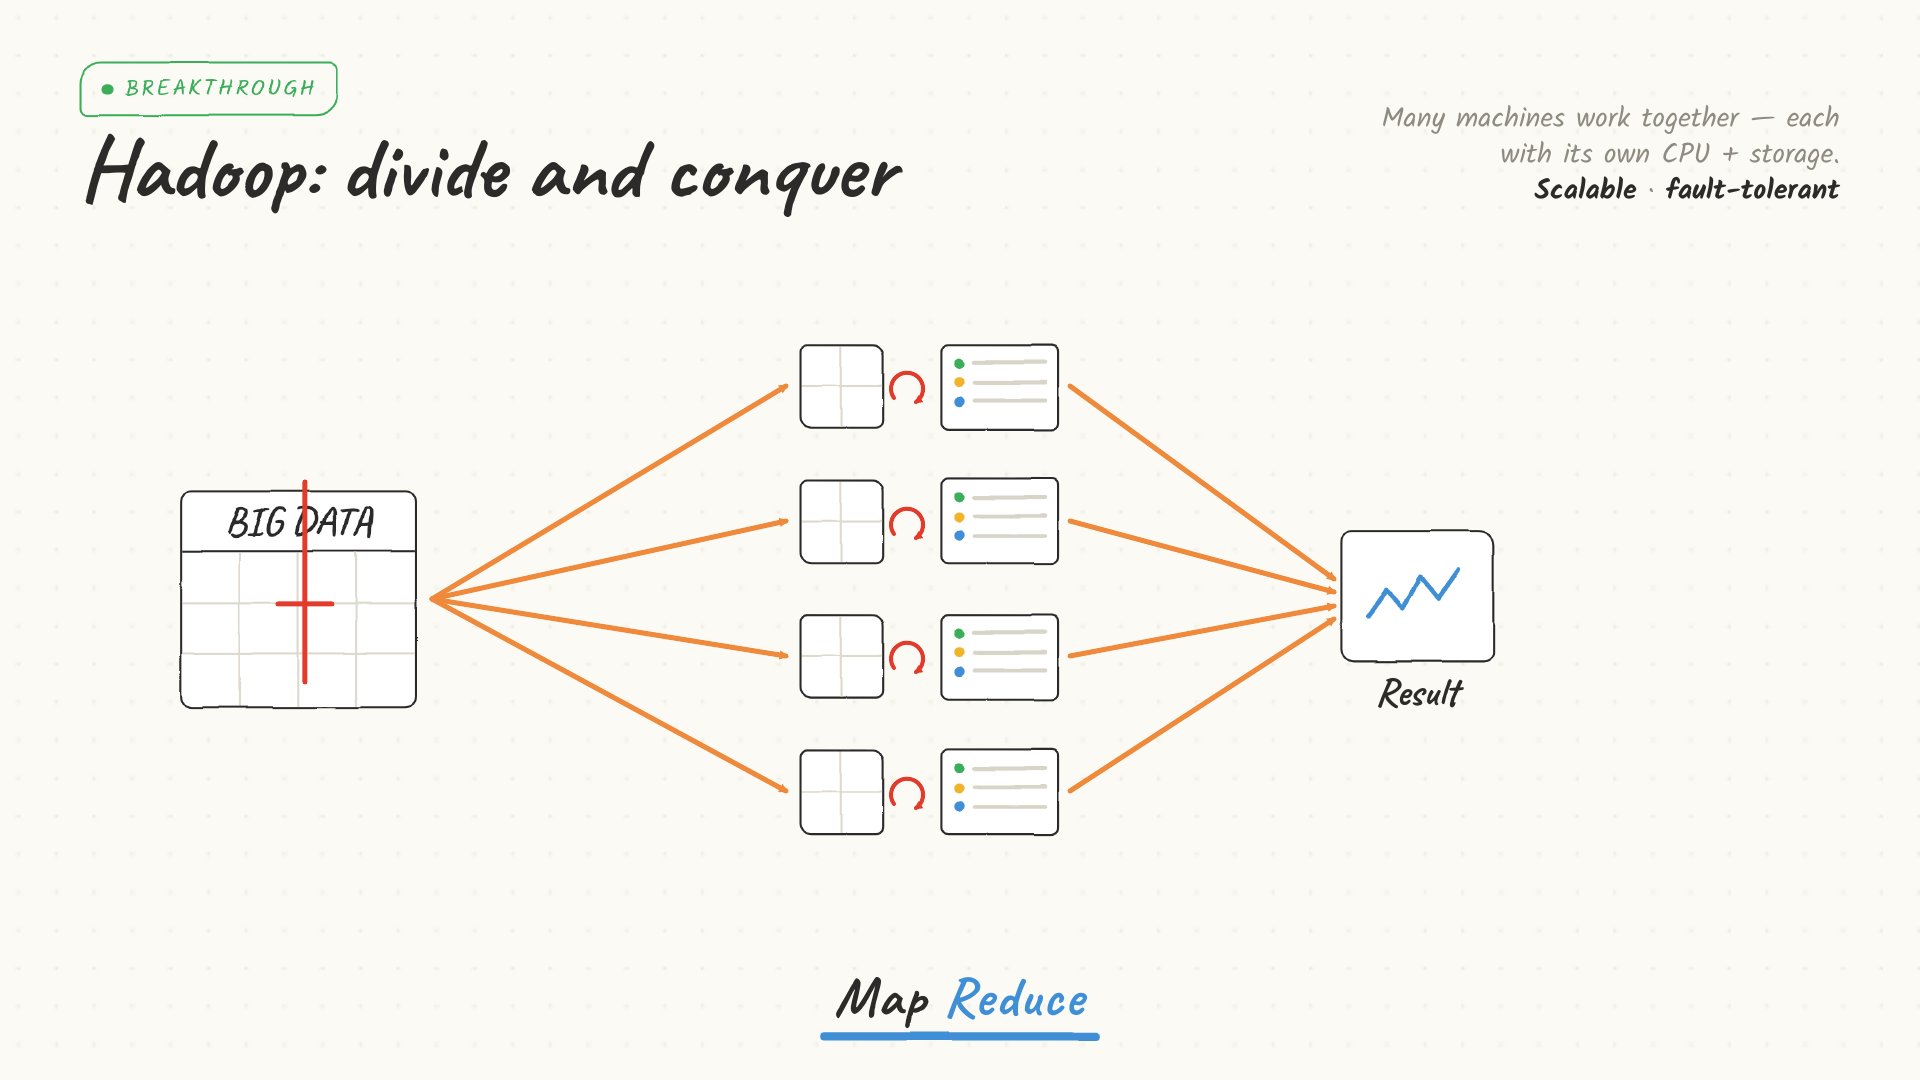 BREAKTHROUGH
Hadoop: divide and conquer
Many machines work together — each
with its own CPU + storage.
Scalable · fault-tolerant
BIG DATA
Result
Map Reduce